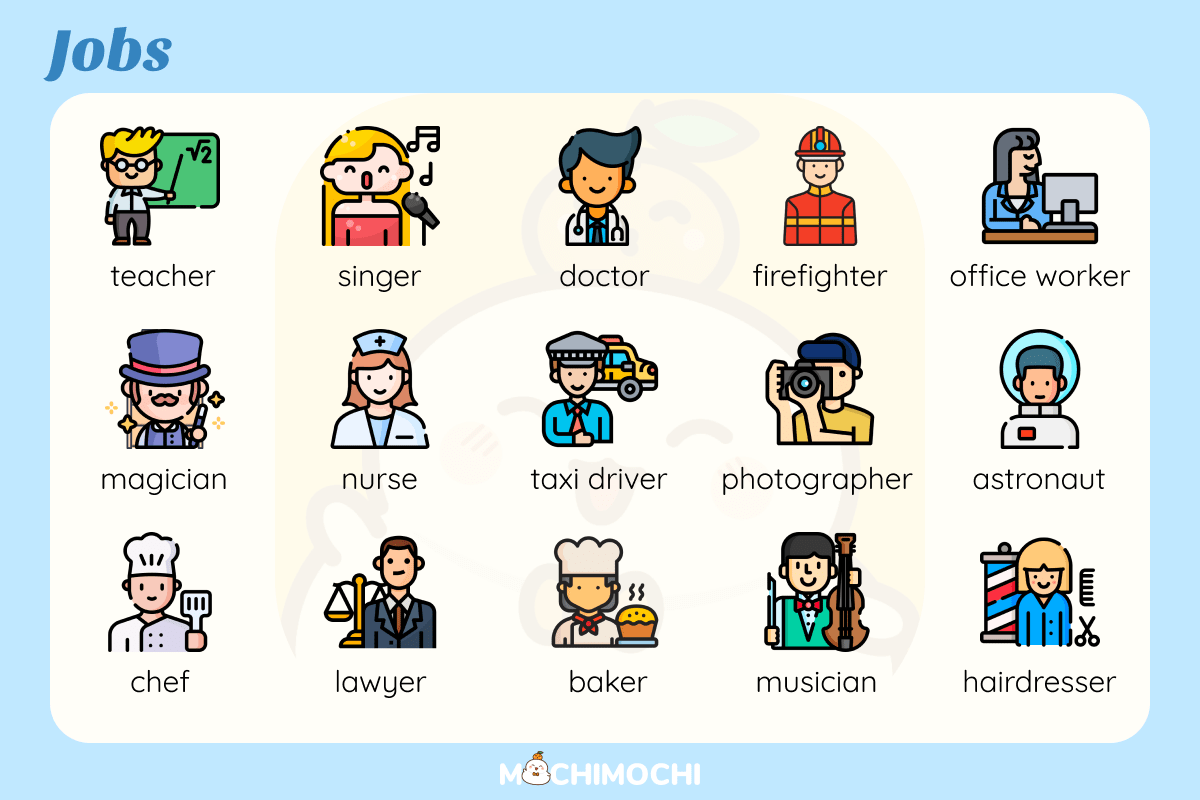 Jobs
√2
teacher
singer
doctor
firefighter
office worker
magician
nurse
taxi driver
photographer
astronaut
chef
lawyer
baker
musician
hairdresser
MOCHIMOCHI